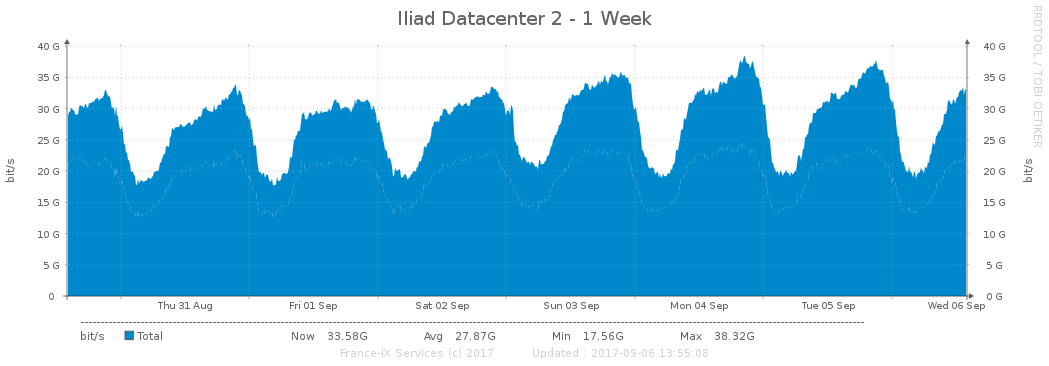 Iliad Datacenter 2 - 1 Week
RRDTOOL / TOBI OETIKER
bit/s
40 G 40 G
35 G 35 G
30 G 30 G
25 G 25 G
20 G 20 G
15 G 15 G
10 G 10 G
5 G 5 G
0 0 G
bit/s
Thu 31 Aug Fri 01 Sep Sat 02 Sep Sun 03 Sep Mon 04 Sep Tue 05 Sep Wed 06 Sep
bit/s Total Now 33.58G Avg 27.87G Min 17.56G Max 38.32G
France-IX Services (c) 2017 Updated : 2017-09-06 13:55:08